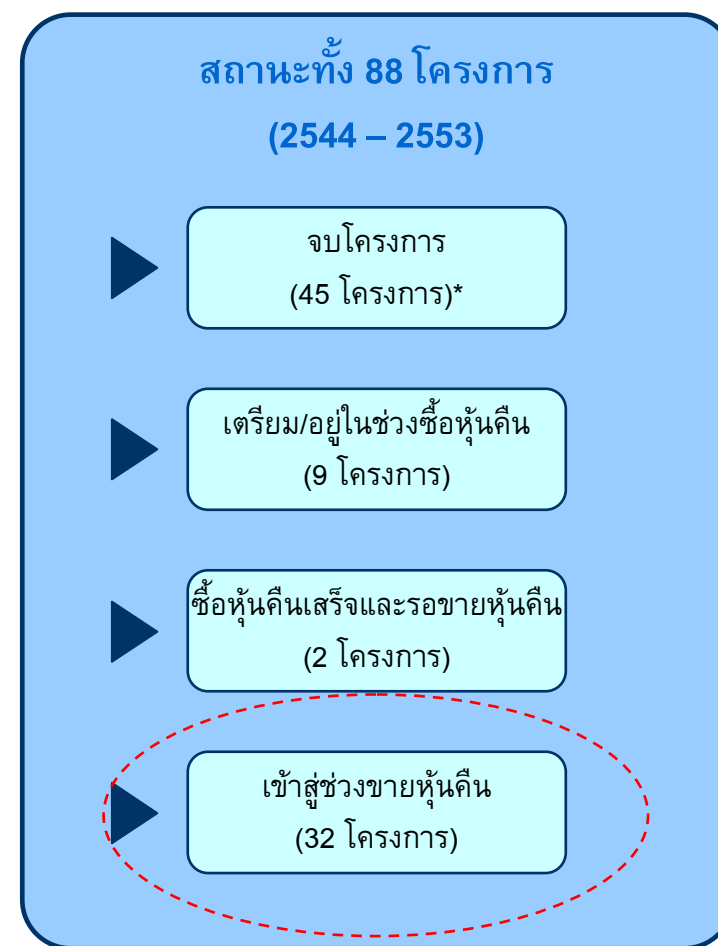 สถานะทั้ง 88 โครงการ
(2544 – 2553)
จบโครงการ
(45 โครงการ)*
เตรียม/อยู่ในช่วงซื้อหุ้นคืน
(9 โครงการ)
ซื้อหุ้นคืนเสร็จและรอขายหุ้นคืน
(2 โครงการ)
เข้าสู่ช่วงขายหุ้นคืน
(32 โครงการ)